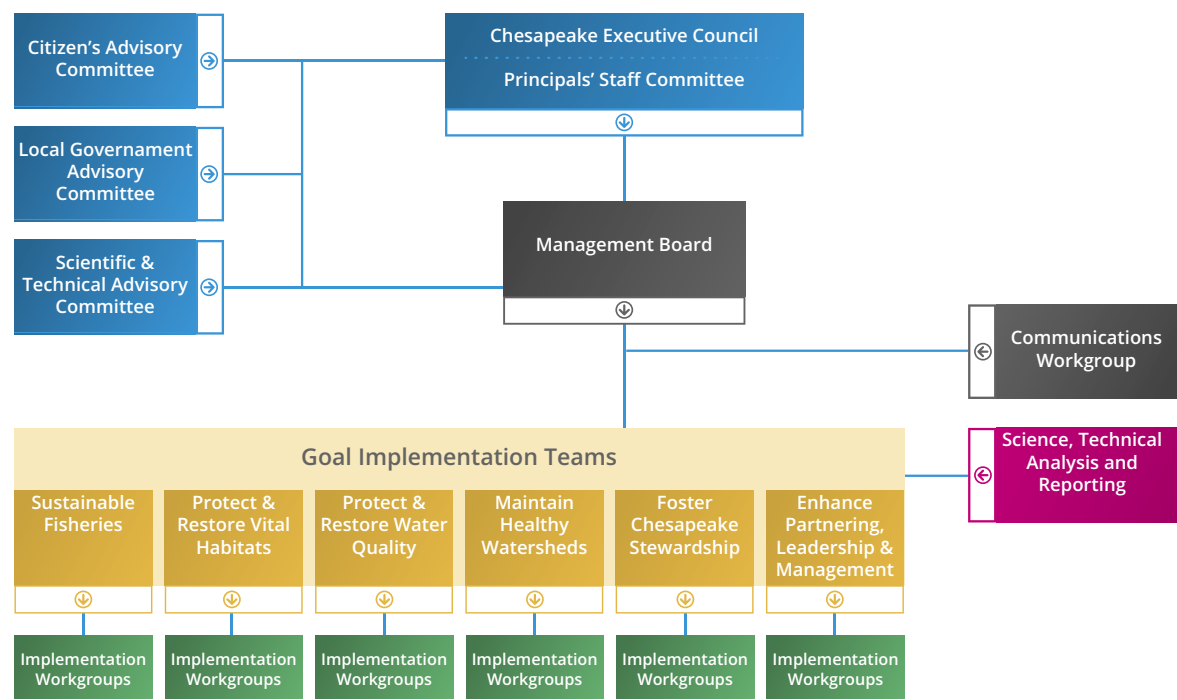 Citizen's Advisory
Committee
Chesapeake Executive Council
Principals' Staff Committee
Local Governament
Advisory
Committee
Management Board
Scientific &
Technical Advisory
Committee
Communications
Workgroup
Science, Technical
Analysis and
Reporting
Goal Implementation Teams
Sustainable
Fisheries
Protect &
Restore Vital
Habitats
Protect &
Restore Water
Quality
Maintain
Healthy
Watersheds
Foster
Chesapeake
Stewardship
Enhance
Partnering,
Leadership &
Management
Implementation
Workgroups
Implementation
Workgroups
Implementation
Workgroups
Implementation
Workgroups
Implementation
Workgroups
Implementation
Workgroups